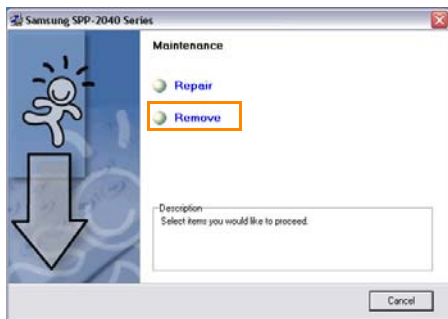 Samsung SPP-2040 Series
Maintenance
Repair
Remove
Description
Select items you would like to proceed.
Cancel